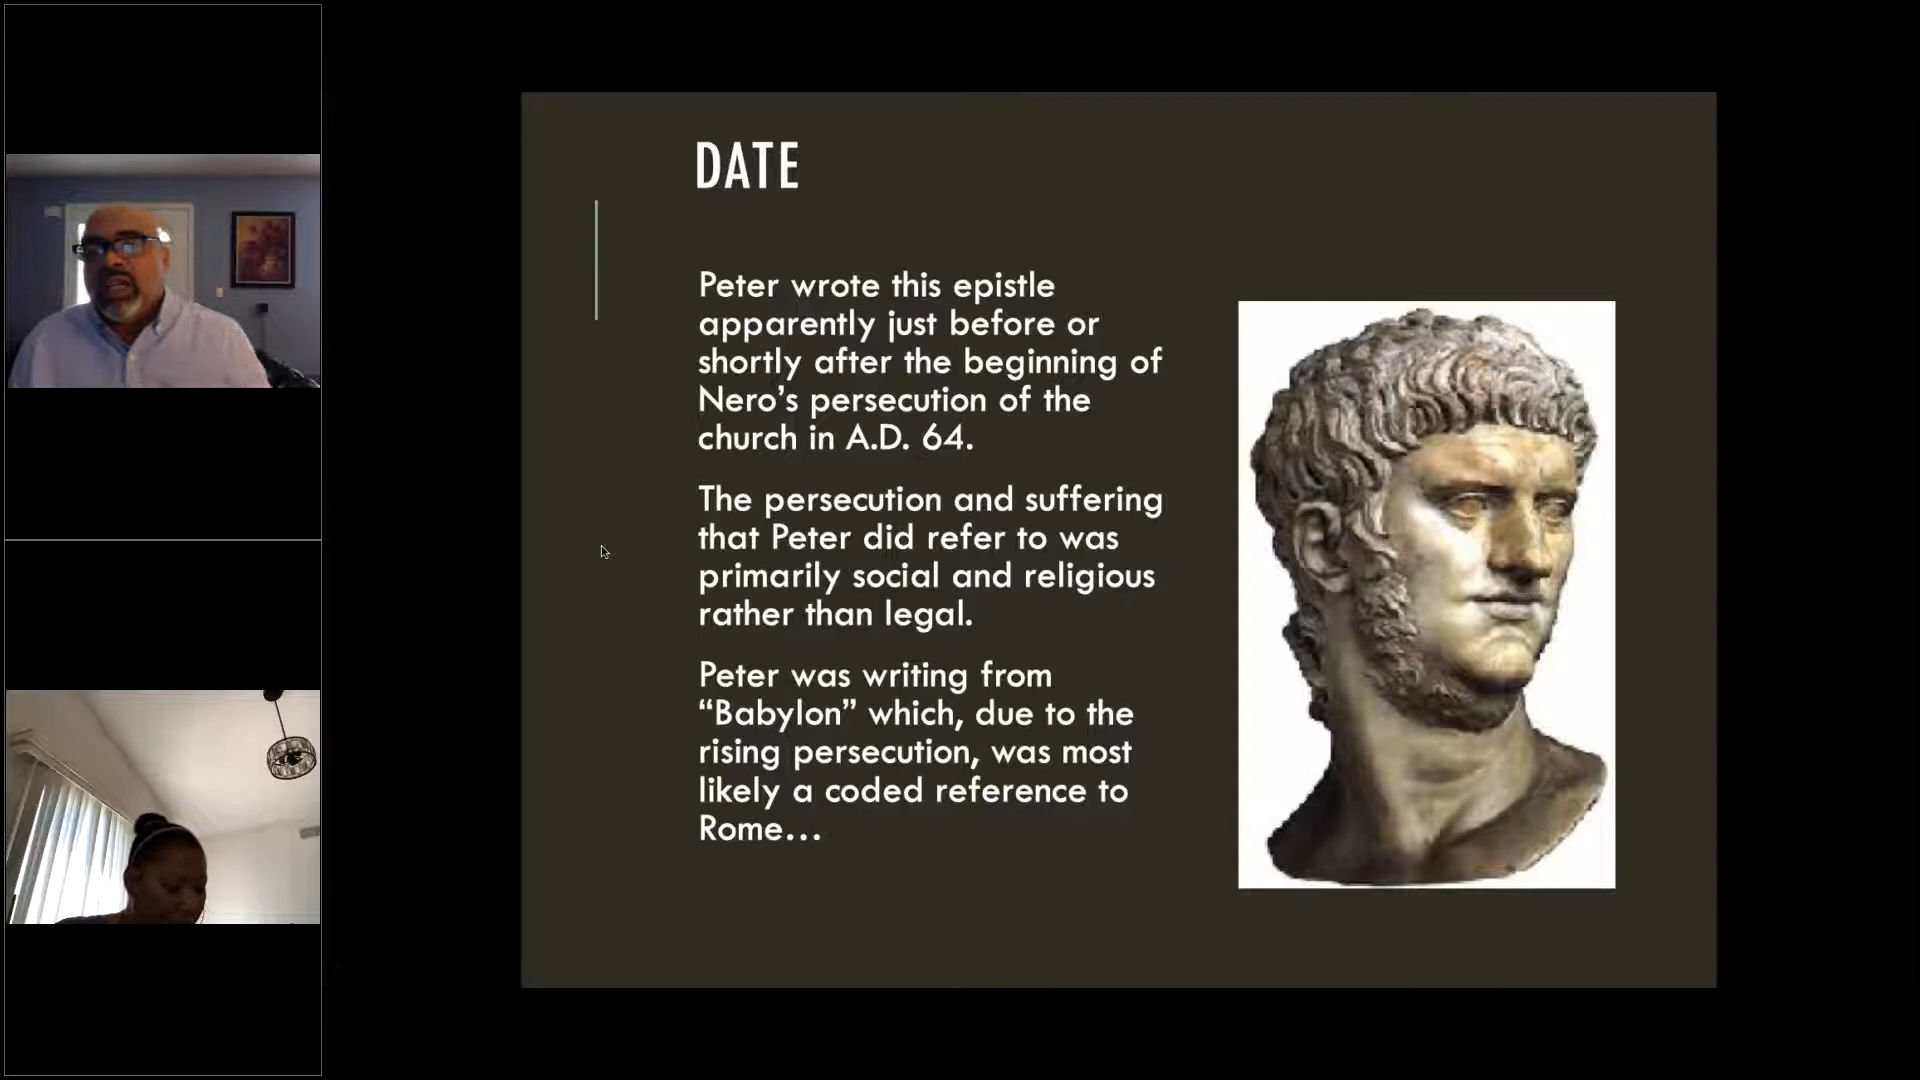 DATE
Peter wrote this epistle
apparently just before or
shortly after the beginning of
Nero’s persecution of the
church in A.D. 64.
The persecution and suffering
that Peter did refer to was
primarily social and religious
rather than legal.
Peter was writing from
“Babylon” which, due to the
rising persecution, was most
likely a coded reference to
Rome…